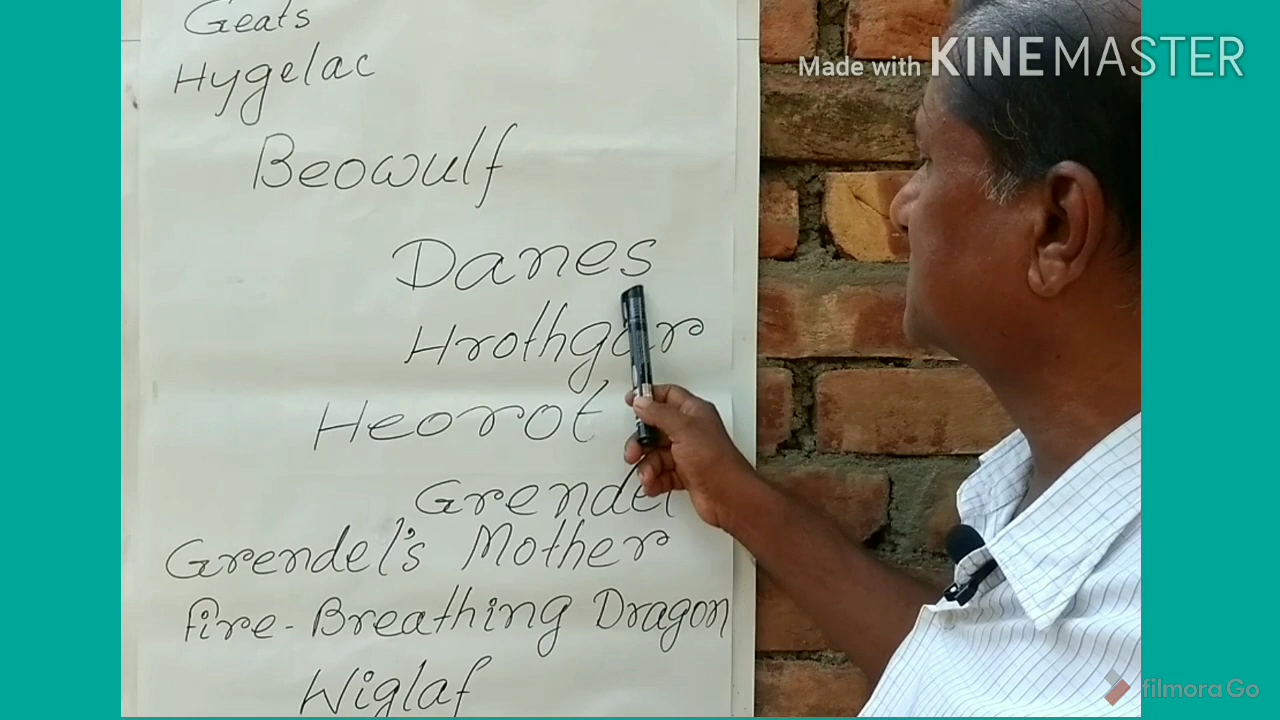 Geats
Hygelac
Beowulf
Danes
Hrothgar
Heorot
Grendel
Grendel's Mother
fire-Breathing Dragon
Wiglaf
Made with KINEMASTER
filmoraGo